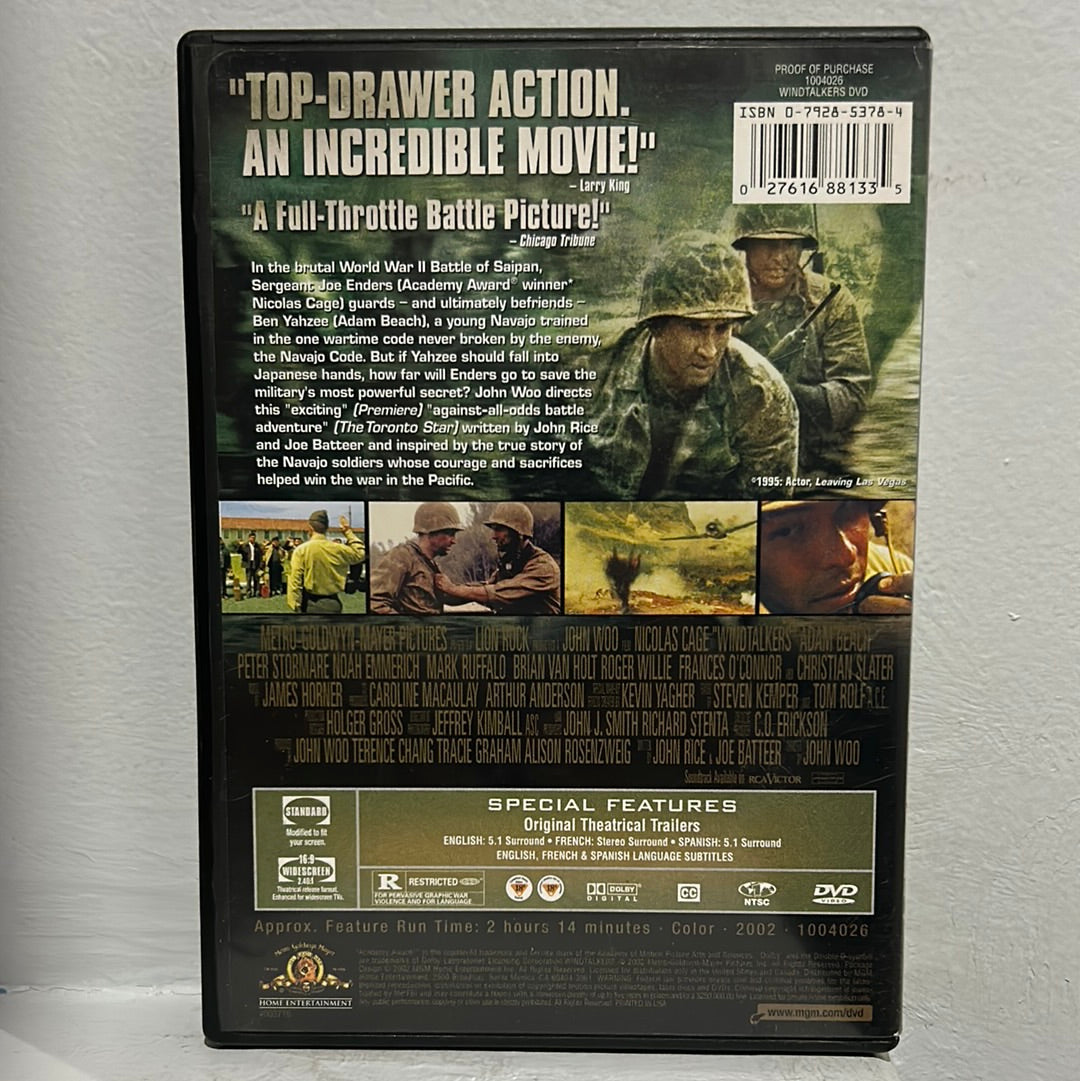 "TOP-DRAWER ACTION.
AN INCREDIBLE MOVIE!"
– Larry King
"A Full-Throttle Battle Picture!"
– Chicago Tribune
In the brutal World War II Battle of Saipan,
Sergeant Joe Enders (Academy Award® winner*
Nicolas Cage) guards – and ultimately befriends –
Ben Yahzee (Adam Beach), a young Navajo trained
in the one wartime code never broken by the enemy,
the Navajo Code. But if Yahzee should fall into
Japanese hands, how far will Enders go to save the
military's most powerful secret? John Woo directs
this "exciting" (Premiere) "against-all-odds battle
adventure" (The Toronto Star) written by John Rice
and Joe Batteer and inspired by the true story of
the Navajo soldiers whose courage and sacrifices
helped win the war in the Pacific.
PROOF OF PURCHASE
1004026
WINDTALKERS DVD
ISBN 0-7928-5378-4
0 27616 88133 5
©1995: Actor, Leaving Las Vegas
METRO-GOLDWYN-MAYER PICTURES LION ROCK JOHN WOO NICOLAS CAGE "WINDTALKERS" ADAM BEACH
PETER STORMARE NOAH EMMERICH MARK RUFFALO BRIAN VAN HOLT ROGER WILLIE FRANCES O'CONNOR AND CHRISTIAN SLATER
JAMES HORNER CAROLINE MACAULAY ARTHUR ANDERSON KEVIN YAGHER STEVEN KEMPER TOM ROLF A.C.E.
HOLGER GROSS JEFFREY KIMBALL ASC JOHN J. SMITH RICHARD STENTA C.O. ERICKSON
JOHN WOO TERENCE CHANG TRACIE GRAHAM ALISON ROSENZWEIG JOHN RICE & JOE BATTEER JOHN WOO
Soundtrack Available on RCA VICTOR
STANDARD
Modified to fit
your screen.
16:9
WIDESCREEN
2.40:1
Theatrical release format.
Enhanced for widescreen TVs.
SPECIAL FEATURES
Original Theatrical Trailers
ENGLISH: 5.1 Surround • FRENCH: Stereo Surround • SPANISH: 5.1 Surround
ENGLISH, FRENCH & SPANISH LANGUAGE SUBTITLES
R RESTRICTED
FOR PERVASIVE GRAPHIC WAR
VIOLENCE AND FOR LANGUAGE
18 18
DOLBY
DIGITAL
CC
NTSC
DVD
VIDEO
Approx. Feature Run Time: 2 hours 14 minutes · Color · 2002 · 1004026
Metro Goldwyn Mayer
HOME ENTERTAINMENT
www.mgm.com/dvd